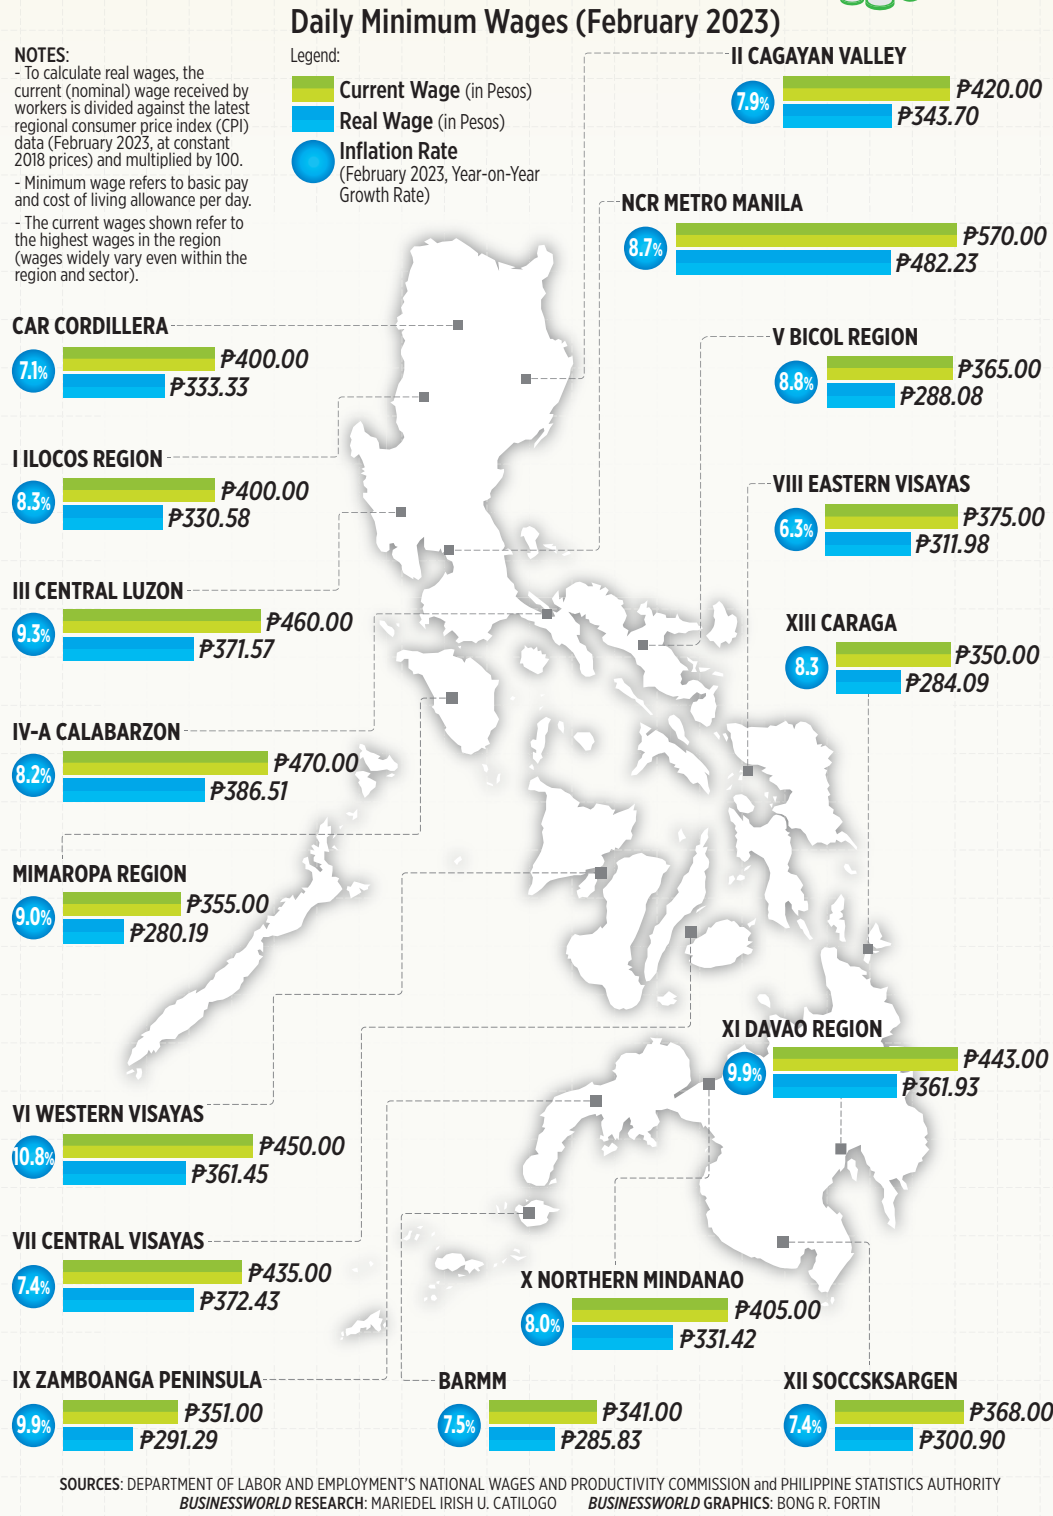 Daily Minimum Wages (February 2023)
NOTES:
- To calculate real wages, the
current (nominal) wage received by
workers is divided against the latest
regional consumer price index (CPI)
data (February 2023, at constant
2018 prices) and multiplied by 100.
- Minimum wage refers to basic pay
and cost of living allowance per day.
- The current wages shown refer to
the highest wages in the region
(wages widely vary even within the
region and sector).
Legend:
Current Wage (in Pesos)
Real Wage (in Pesos)
Inflation Rate
(February 2023, Year-on-Year
Growth Rate)
II CAGAYAN VALLEY
7.9%
₱420.00
₱343.70
NCR METRO MANILA
8.7%
₱570.00
₱482.23
CAR CORDILLERA
7.1%
₱400.00
₱333.33
V BICOL REGION
8.8%
₱365.00
₱288.08
I ILOCOS REGION
8.3%
₱400.00
₱330.58
VIII EASTERN VISAYAS
6.3%
₱375.00
₱311.98
III CENTRAL LUZON
9.3%
₱460.00
₱371.57
XIII CARAGA
8.3
₱350.00
₱284.09
IV-A CALABARZON
8.2%
₱470.00
₱386.51
MIMAROPA REGION
9.0%
₱355.00
₱280.19
XI DAVAO REGION
9.9%
₱443.00
₱361.93
VI WESTERN VISAYAS
10.8%
₱450.00
₱361.45
VII CENTRAL VISAYAS
7.4%
₱435.00
₱372.43
X NORTHERN MINDANAO
8.0%
₱405.00
₱331.42
IX ZAMBOANGA PENINSULA
9.9%
₱351.00
₱291.29
BARMM
7.5%
₱341.00
₱285.83
XII SOCCSKSARGEN
7.4%
₱368.00
₱300.90
SOURCES: DEPARTMENT OF LABOR AND EMPLOYMENT'S NATIONAL WAGES AND PRODUCTIVITY COMMISSION and PHILIPPINE STATISTICS AUTHORITY
BUSINESSWORLD RESEARCH: MARIEDEL IRISH U. CATILOGO BUSINESSWORLD GRAPHICS: BONG R. FORTIN